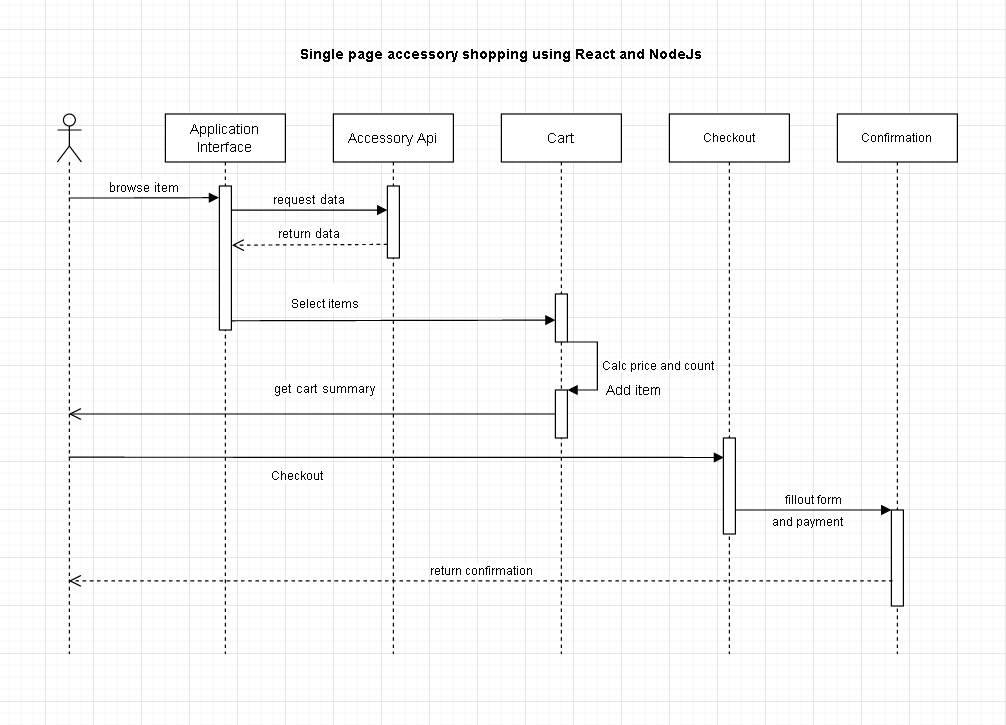 Single page accessory shopping using React and NodeJs
Application
Interface
Accessory Api
Cart
Checkout
Confirmation
browse item
request data
return data
Select items
Calc price and count
get cart summary
Add item
Checkout
fillout form
and payment
return confirmation